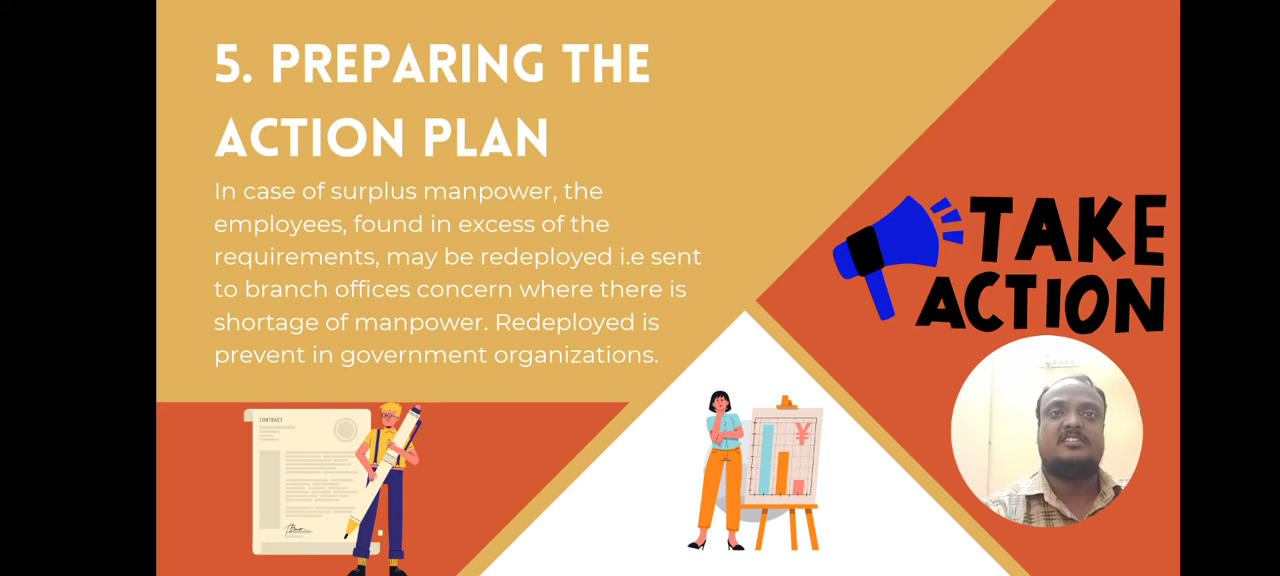 5. PREPARING THE
ACTION PLAN
In case of surplus manpower, the
employees, found in excess of the
requirements, may be redeployed i.e sent
to branch offices concern where there is
shortage of manpower. Redeployed is
prevent in government organizations.
TAKE
ACTION
CONTRACT
¥